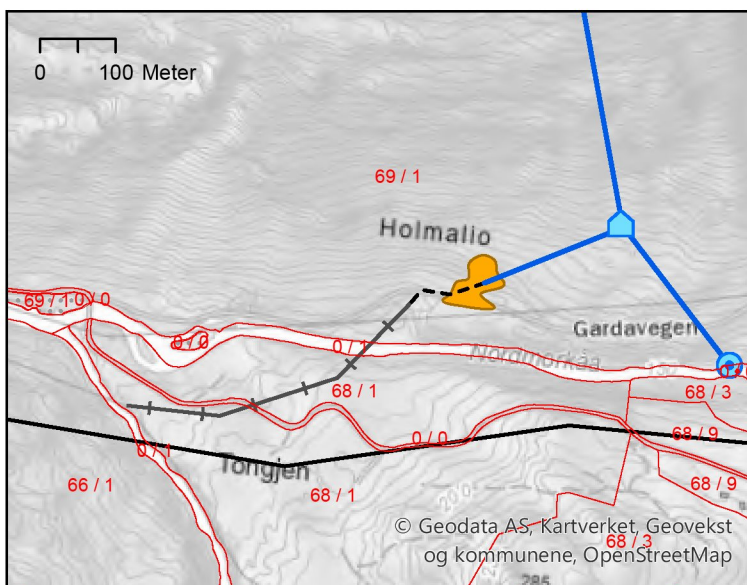 0 100 Meter
69 / 1
Holmalio
69 / 1
0 / 0
Gardavegen
0 / 0
0 / 1
Nordmorkåa
150
68 / 1
68 / 3
0 / 0
68 / 9
0 / 1
Tongjen
66 / 1
68 / 1
200
68 / 9
© Geodata AS, Kartverket, Geovekst
68 / 3
og kommunene, OpenStreetMap
285